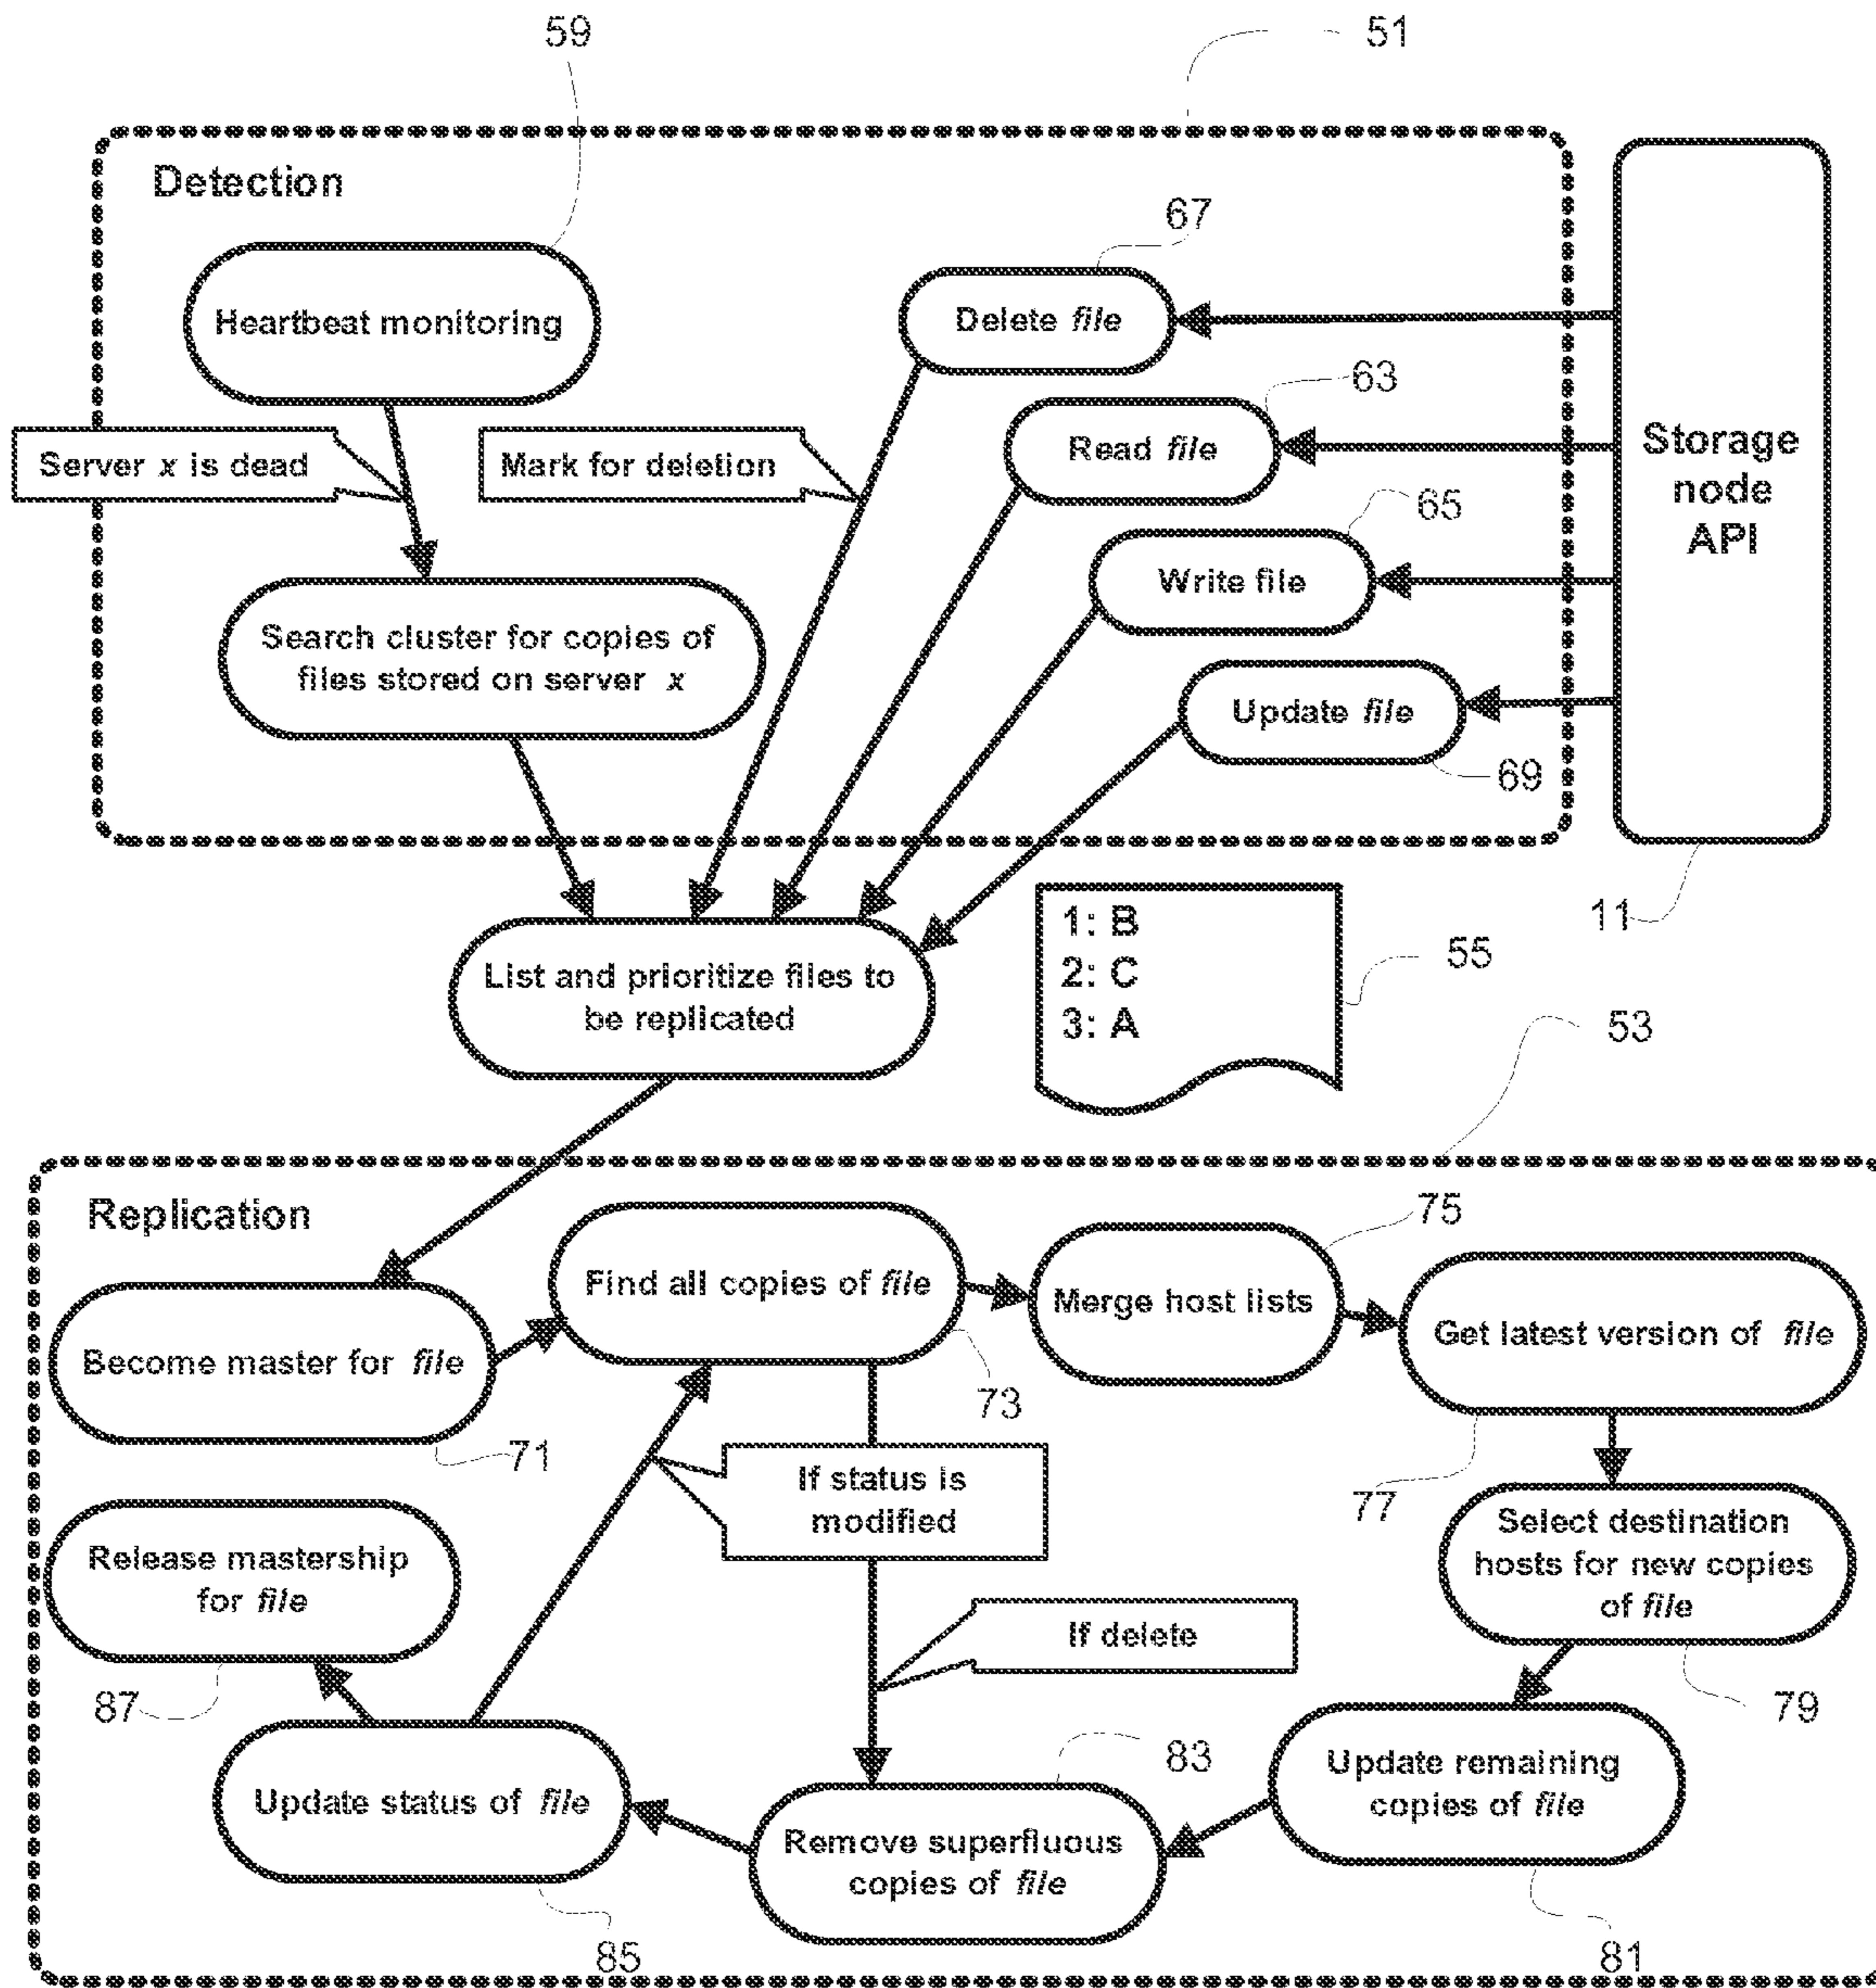 59
51
Detection
67
Heartbeat monitoring
Delete file
63
Server x is dead
Mark for deletion
Read file
Storage
node
API
65
Write file
Search cluster for copies of
files stored on server x
Update file
69
11
1: B
2: C
3: A
55
List and prioritize files to
be replicated
53
Replication
75
Find all copies of file
Merge host lists
Get latest version of file
Become master for file
73
71
77
If status is
modified
Select destination
hosts for new copies
of file
Release mastership
for file
If delete
87
79
83
Update status of file
Update remaining
copies of file
Remove superfluous
copies of file
85
81